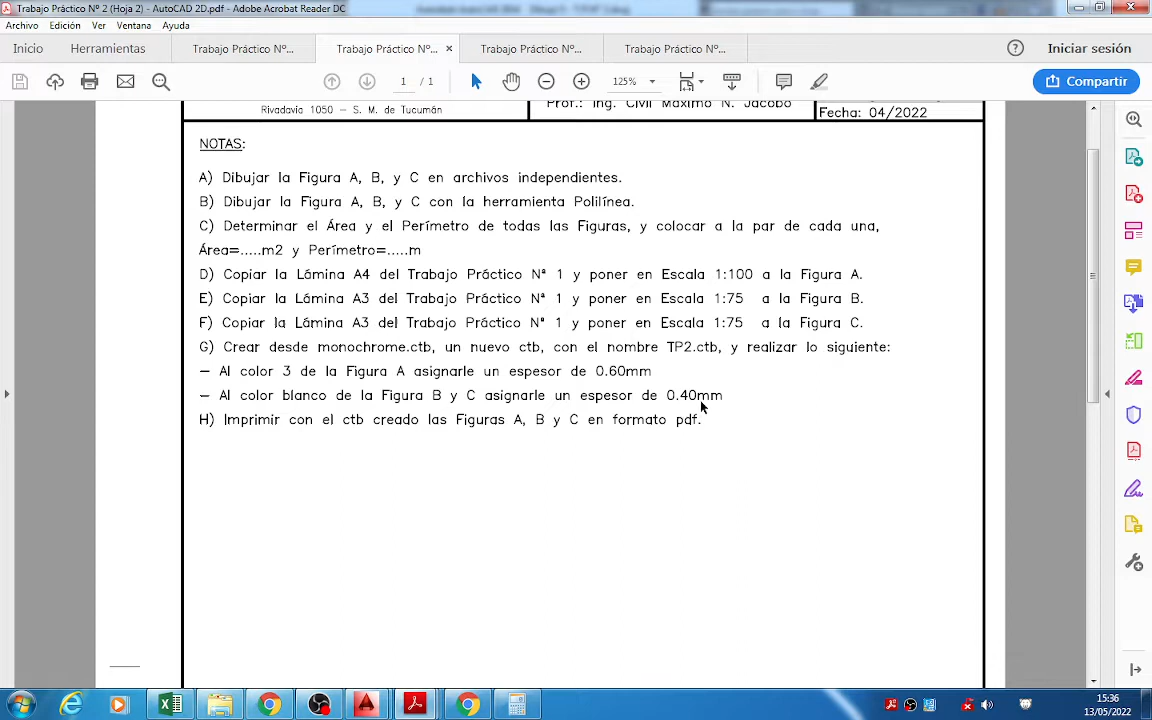 Trabajo Práctico Nº 2 (Hoja 2) - AutoCAD 2D.pdf - Adobe Acrobat Reader DC
Archivo Edición Ver Ventana Ayuda
Inicio Herramientas Trabajo Práctico Nº... Trabajo Práctico Nº... × Trabajo Práctico Nº... Trabajo Práctico Nº... Iniciar sesión
1 / 1 125% Compartir
Rivadavia 1050 – S. M. de Tucumán Prof.: Ing. Civil Máximo N. Jacobo
Fecha: 04/2022
NOTAS:
A) Dibujar la Figura A, B, y C en archivos independientes.
B) Dibujar la Figura A, B, y C con la herramienta Polilínea.
C) Determinar el Área y el Perímetro de todas las Figuras, y colocar a la par de cada una,
Área=.....m2 y Perímetro=.....m
D) Copiar la Lámina A4 del Trabajo Práctico Nª 1 y poner en Escala 1:100 a la Figura A.
E) Copiar la Lámina A3 del Trabajo Práctico Nª 1 y poner en Escala 1:75 a la Figura B.
F) Copiar la Lámina A3 del Trabajo Práctico Nª 1 y poner en Escala 1:75 a la Figura C.
G) Crear desde monochrome.ctb, un nuevo ctb, con el nombre TP2.ctb, y realizar lo siguiente:
– Al color 3 de la Figura A asignarle un espesor de 0.60mm
– Al color blanco de la Figura B y C asignarle un espesor de 0.40mm
H) Imprimir con el ctb creado las Figuras A, B y C en formato pdf.
15:36
13/05/2022